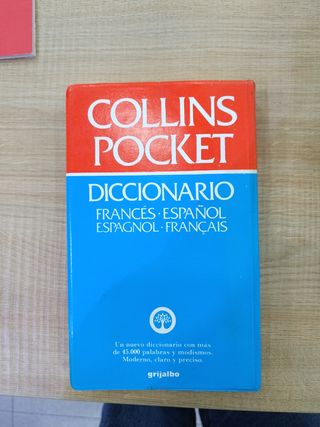 COLLINS
POCKET
DICCIONARIO
FRANCÉS · ESPAÑOL
ESPAGNOL · FRANÇAIS
Un nuevo diccionario con más
de 45.000 palabras y modismos.
Moderno, claro y preciso.
grijalbo